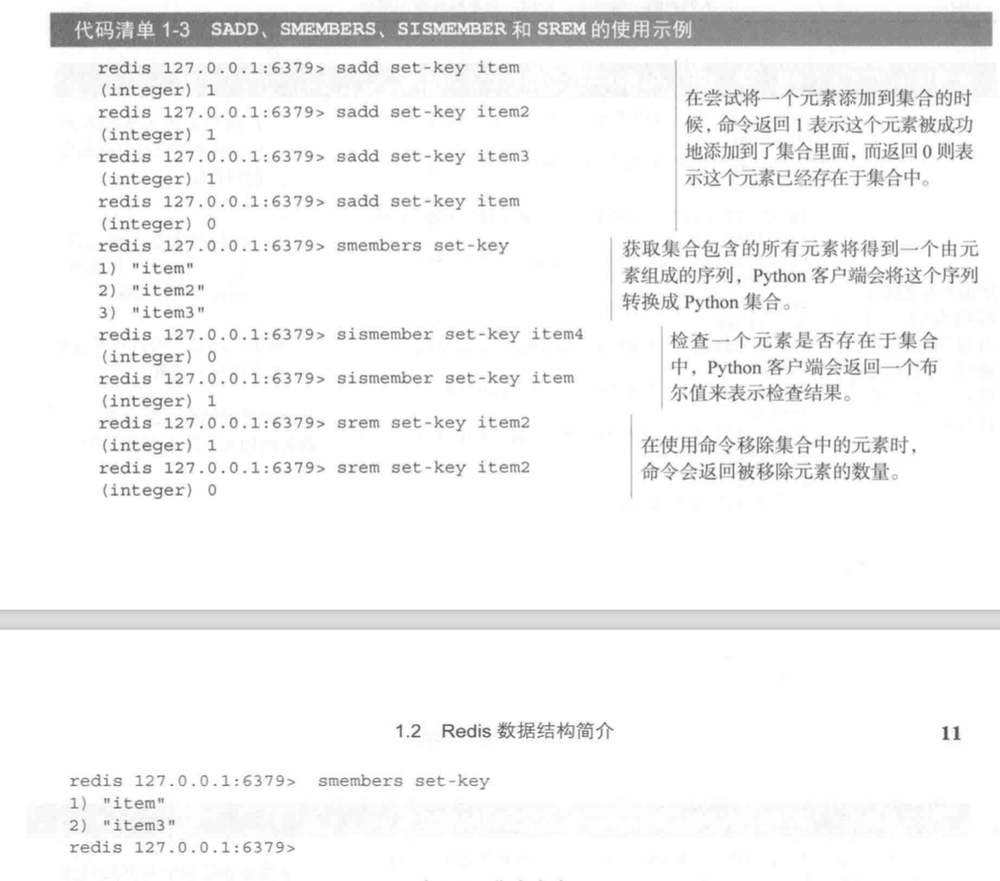 代码清单 1-3 SADD、SMEMBERS、SISMEMBER 和 SREM 的使用示例
redis 127.0.0.1:6379> sadd set-key item
(integer) 1
redis 127.0.0.1:6379> sadd set-key item2
(integer) 1
redis 127.0.0.1:6379> sadd set-key item3
(integer) 1
redis 127.0.0.1:6379> sadd set-key item
(integer) 0
在尝试将一个元素添加到集合的时
候，命令返回 1 表示这个元素被成功
地添加到了集合里面，而返回 0 则表
示这个元素已经存在于集合中。
redis 127.0.0.1:6379> smembers set-key
1) "item"
2) "item2"
3) "item3"
获取集合包含的所有元素将得到一个由元
素组成的序列，Python 客户端会将这个序列
转换成 Python 集合。
redis 127.0.0.1:6379> sismember set-key item4
(integer) 0
redis 127.0.0.1:6379> sismember set-key item
(integer) 1
检查一个元素是否存在于集合
中，Python 客户端会返回一个布
尔值来表示检查结果。
redis 127.0.0.1:6379> srem set-key item2
(integer) 1
redis 127.0.0.1:6379> srem set-key item2
(integer) 0
在使用命令移除集合中的元素时，
命令会返回被移除元素的数量。
1.2 Redis 数据结构简介
11
redis 127.0.0.1:6379> smembers set-key
1) "item"
2) "item3"
redis 127.0.0.1:6379>